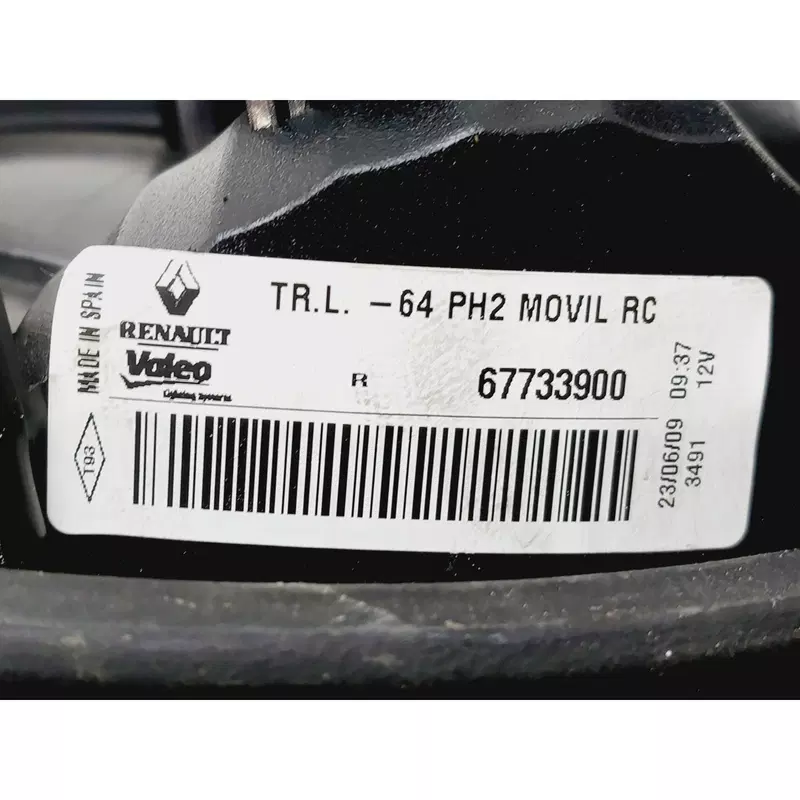 MADE IN SPAIN
T93
RENAULT
Valeo
Lighting Systems
TR.L. -64 PH2 MOVIL RC
R 67733900
23/06/09 09:37
3491 12V